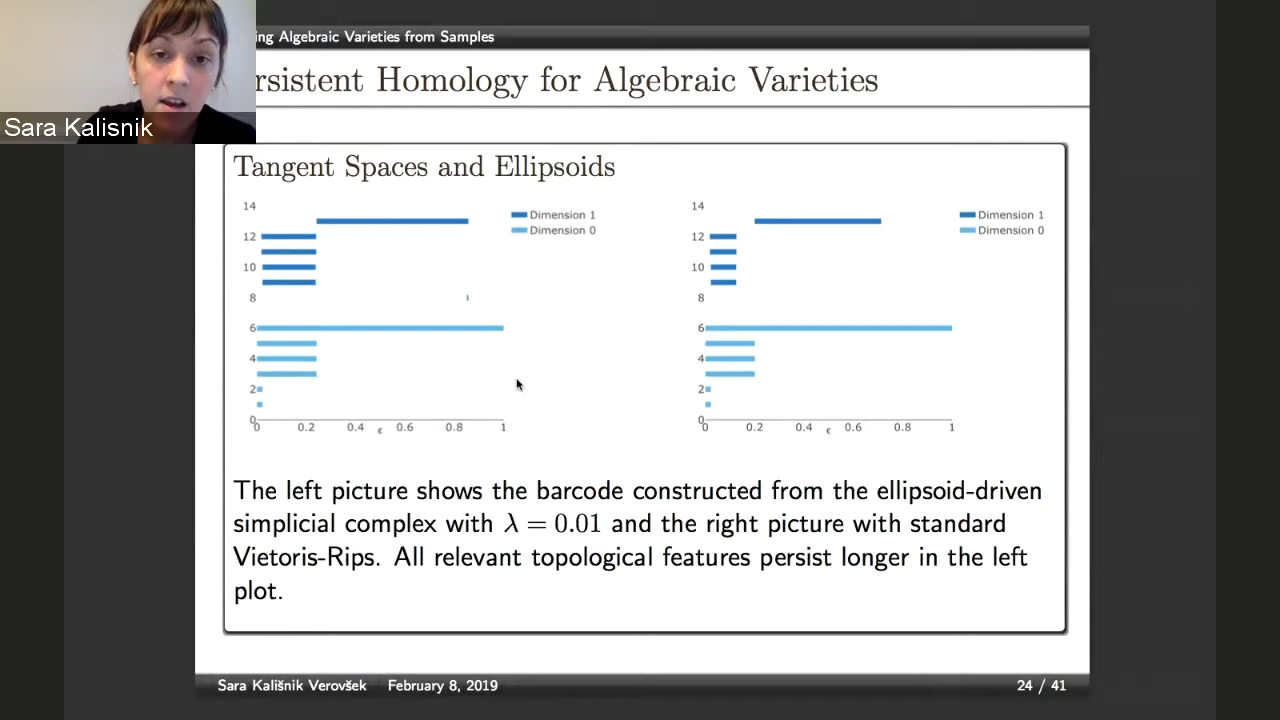 ing Algebraic Varieties from Samples
rsistent Homology for Algebraic Varieties
Sara Kalisnik
Tangent Spaces and Ellipsoids
14
12
10
8
6
4
2
0
0 0.2 0.4 ϵ 0.6 0.8 1
Dimension 1
Dimension 0
14
12
10
8
6
4
2
0
0 0.2 0.4 ϵ 0.6 0.8 1
Dimension 1
Dimension 0
The left picture shows the barcode constructed from the ellipsoid-driven
simplicial complex with λ = 0.01 and the right picture with standard
Vietoris-Rips. All relevant topological features persist longer in the left
plot.
Sara Kališnik Verovšek February 8, 2019 24 / 41